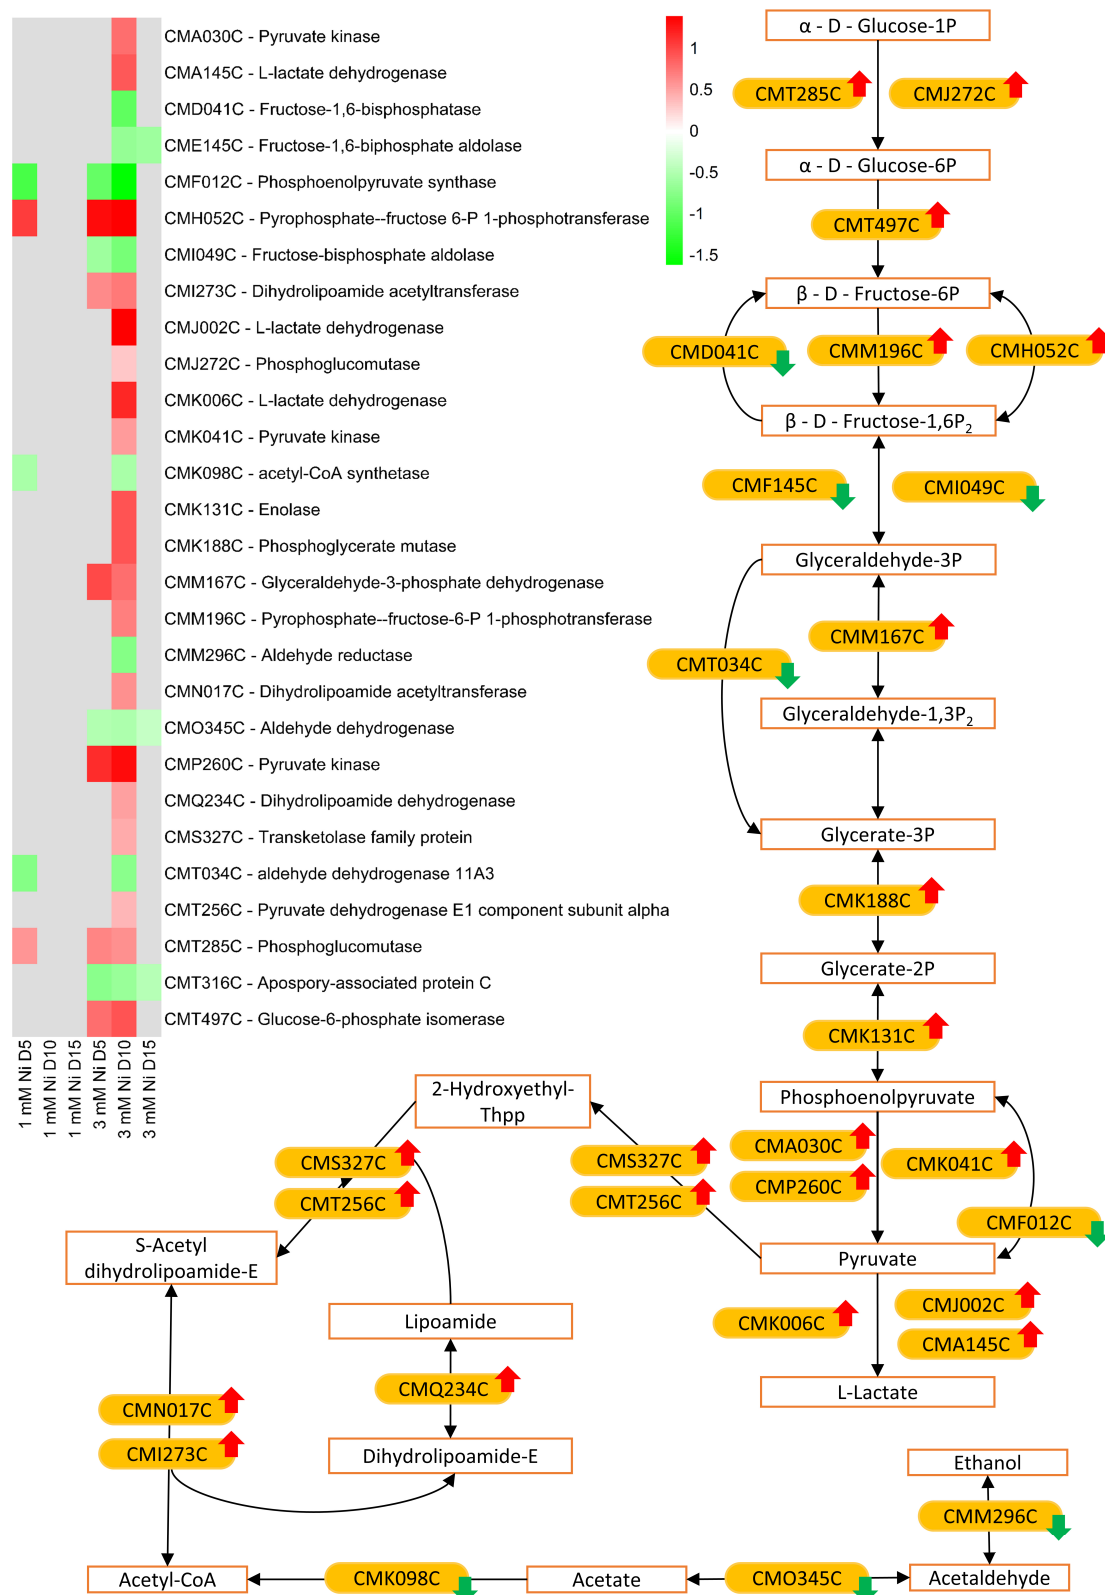 CMA030C - Pyruvate kinase
CMA145C - L-lactate dehydrogenase
CMD041C - Fructose-1,6-bisphosphatase
CME145C - Fructose-1,6-biphosphate aldolase
CMF012C - Phosphoenolpyruvate synthase
CMH052C - Pyrophosphate--fructose 6-P 1-phosphotransferase
CMI049C - Fructose-bisphosphate aldolase
CMI273C - Dihydrolipoamide acetyltransferase
CMJ002C - L-lactate dehydrogenase
CMJ272C - Phosphoglucomutase
CMK006C - L-lactate dehydrogenase
CMK041C - Pyruvate kinase
CMK098C - acetyl-CoA synthetase
CMK131C - Enolase
CMK188C - Phosphoglycerate mutase
CMM167C - Glyceraldehyde-3-phosphate dehydrogenase
CMM196C - Pyrophosphate--fructose-6-P 1-phosphotransferase
CMM296C - Aldehyde reductase
CMN017C - Dihydrolipoamide acetyltransferase
CMO345C - Aldehyde dehydrogenase
CMP260C - Pyruvate kinase
CMQ234C - Dihydrolipoamide dehydrogenase
CMS327C - Transketolase family protein
CMT034C - aldehyde dehydrogenase 11A3
CMT256C - Pyruvate dehydrogenase E1 component subunit alpha
CMT285C - Phosphoglucomutase
CMT316C - Apospory-associated protein C
CMT497C - Glucose-6-phosphate isomerase
1 mM Ni D5
1 mM Ni D10
1 mM Ni D15
3 mM Ni D5
3 mM Ni D10
3 mM Ni D15
1
0.5
0
-0.5
-1
-1.5
α - D - Glucose-1P
CMT285C
CMJ272C
α - D - Glucose-6P
CMT497C
β - D - Fructose-6P
CMD041C
CMM196C
CMH052C
β - D - Fructose-1,6P2
CMF145C
CMI049C
Glyceraldehyde-3P
CMM167C
CMT034C
Glyceraldehyde-1,3P2
Glycerate-3P
CMK188C
Glycerate-2P
CMK131C
Phosphoenolpyruvate
CMA030C
CMK041C
CMP260C
CMF012C
Pyruvate
CMK006C
CMJ002C
CMA145C
L-Lactate
2-Hydroxyethyl-
Thpp
CMS327C
CMT256C
CMS327C
CMT256C
S-Acetyl
dihydrolipoamide-E
Lipoamide
CMQ234C
Dihydrolipoamide-E
CMN017C
CMI273C
Acetyl-CoA
CMK098C
Acetate
CMO345C
Acetaldehyde
CMM296C
Ethanol